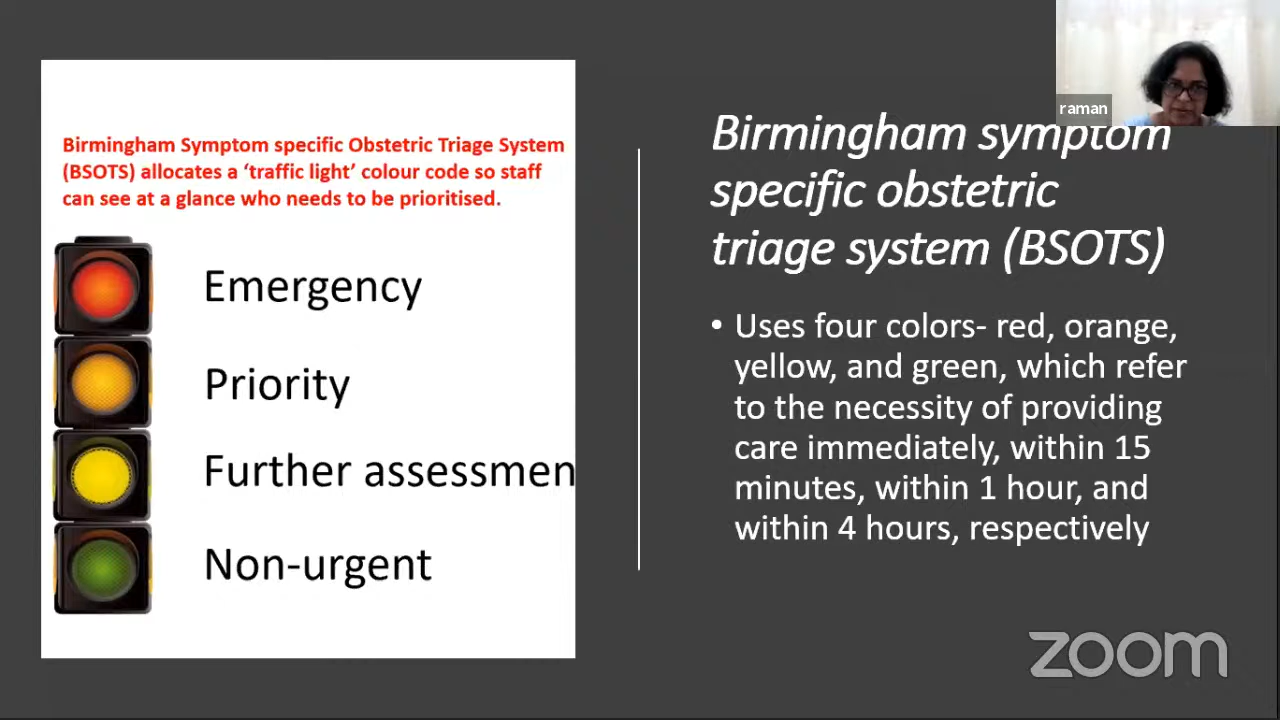 Birmingham Symptom specific Obstetric Triage System
(BSOTS) allocates a ‘traffic light’ colour code so staff
can see at a glance who needs to be prioritised.
Emergency
Priority
Further assessmen
Non-urgent
raman
Birmingham symptom
specific obstetric
triage system (BSOTS)
• Uses four colors- red, orange,
yellow, and green, which refer
to the necessity of providing
care immediately, within 15
minutes, within 1 hour, and
within 4 hours, respectively
zoom